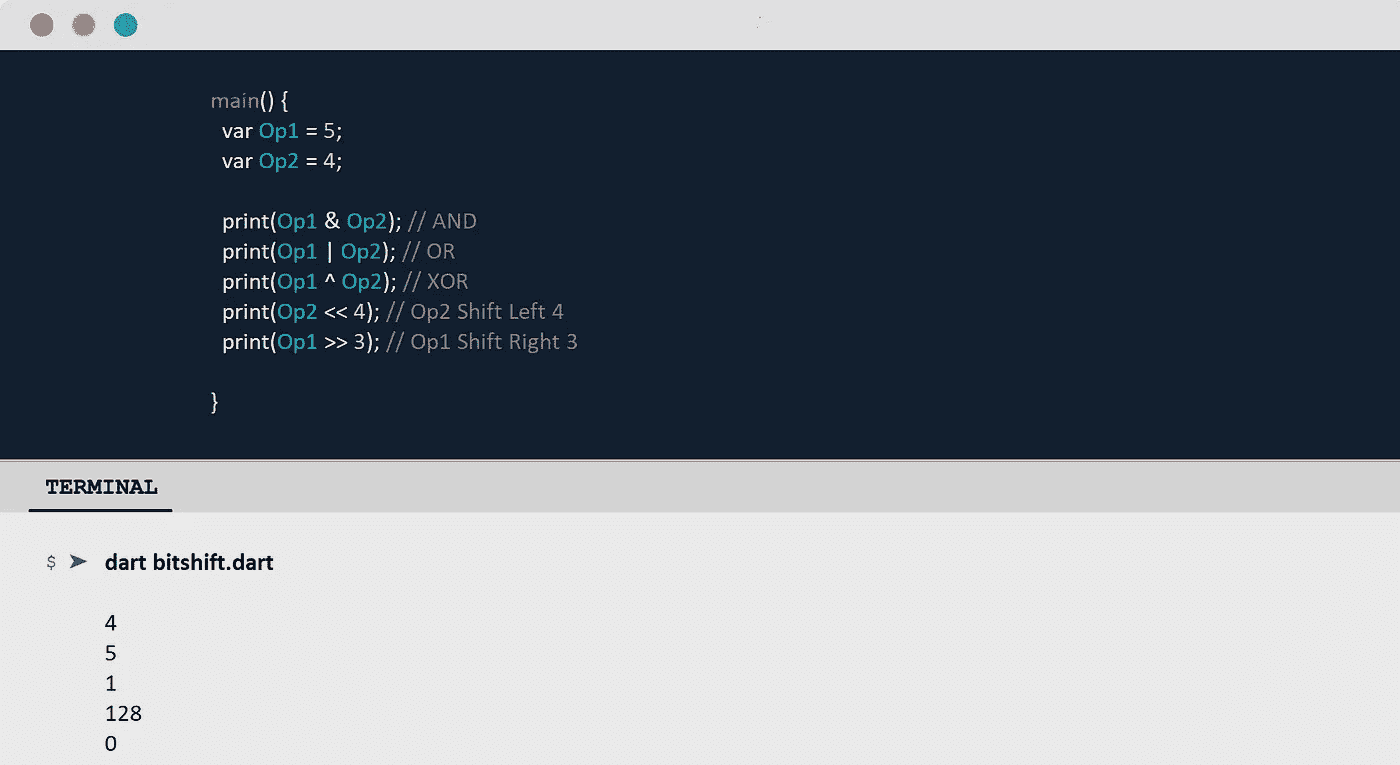 main() {
var Op1 = 5;
var Op2 = 4;
print(Op1 & Op2); // AND
print(Op1 | Op2); // OR
print(Op1 ^ Op2); // XOR
print(Op2 << 4); // Op2 Shift Left 4
print(Op1 >> 3); // Op1 Shift Right 3
}
TERMINAL
$ ➤ dart bitshift.dart
4
5
1
128
0